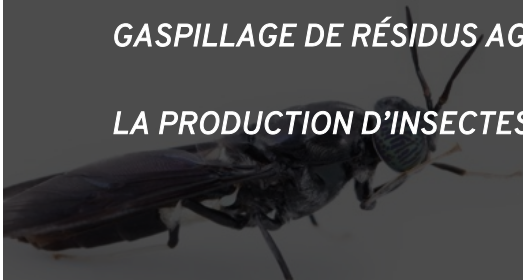 GASPILLAGE DE RÉSIDUS AG
LA PRODUCTION D'INSECTES